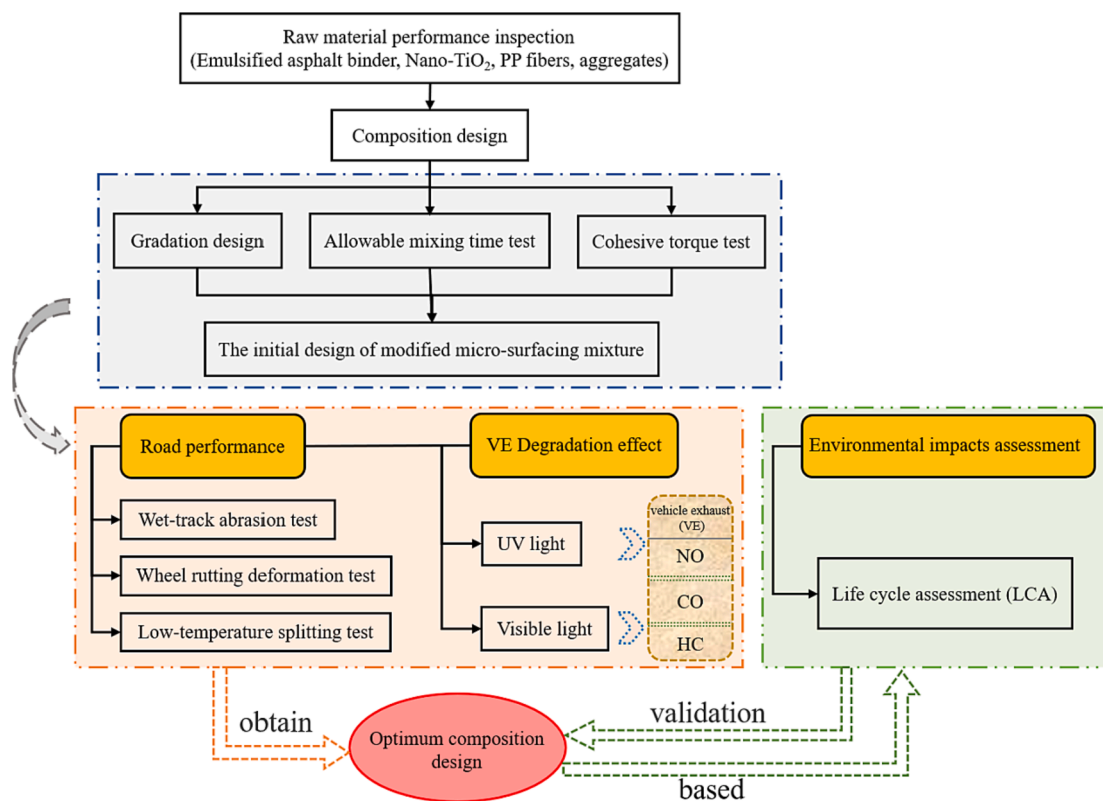 Raw material performance inspection
(Emulsified asphalt binder, Nano-TiO₂, PP fibers, aggregates)
Composition design
Gradation design
Allowable mixing time test
Cohesive torque test
The initial design of modified micro-surfacing mixture
Road performance
VE Degradation effect
Environmental impacts assessment
Wet-track abrasion test
Wheel rutting deformation test
Low-temperature splitting test
UV light
Visible light
vehicle exhaust
(VE)
NO
CO
HC
Life cycle assessment (LCA)
obtain
Optimum composition
design
validation
based